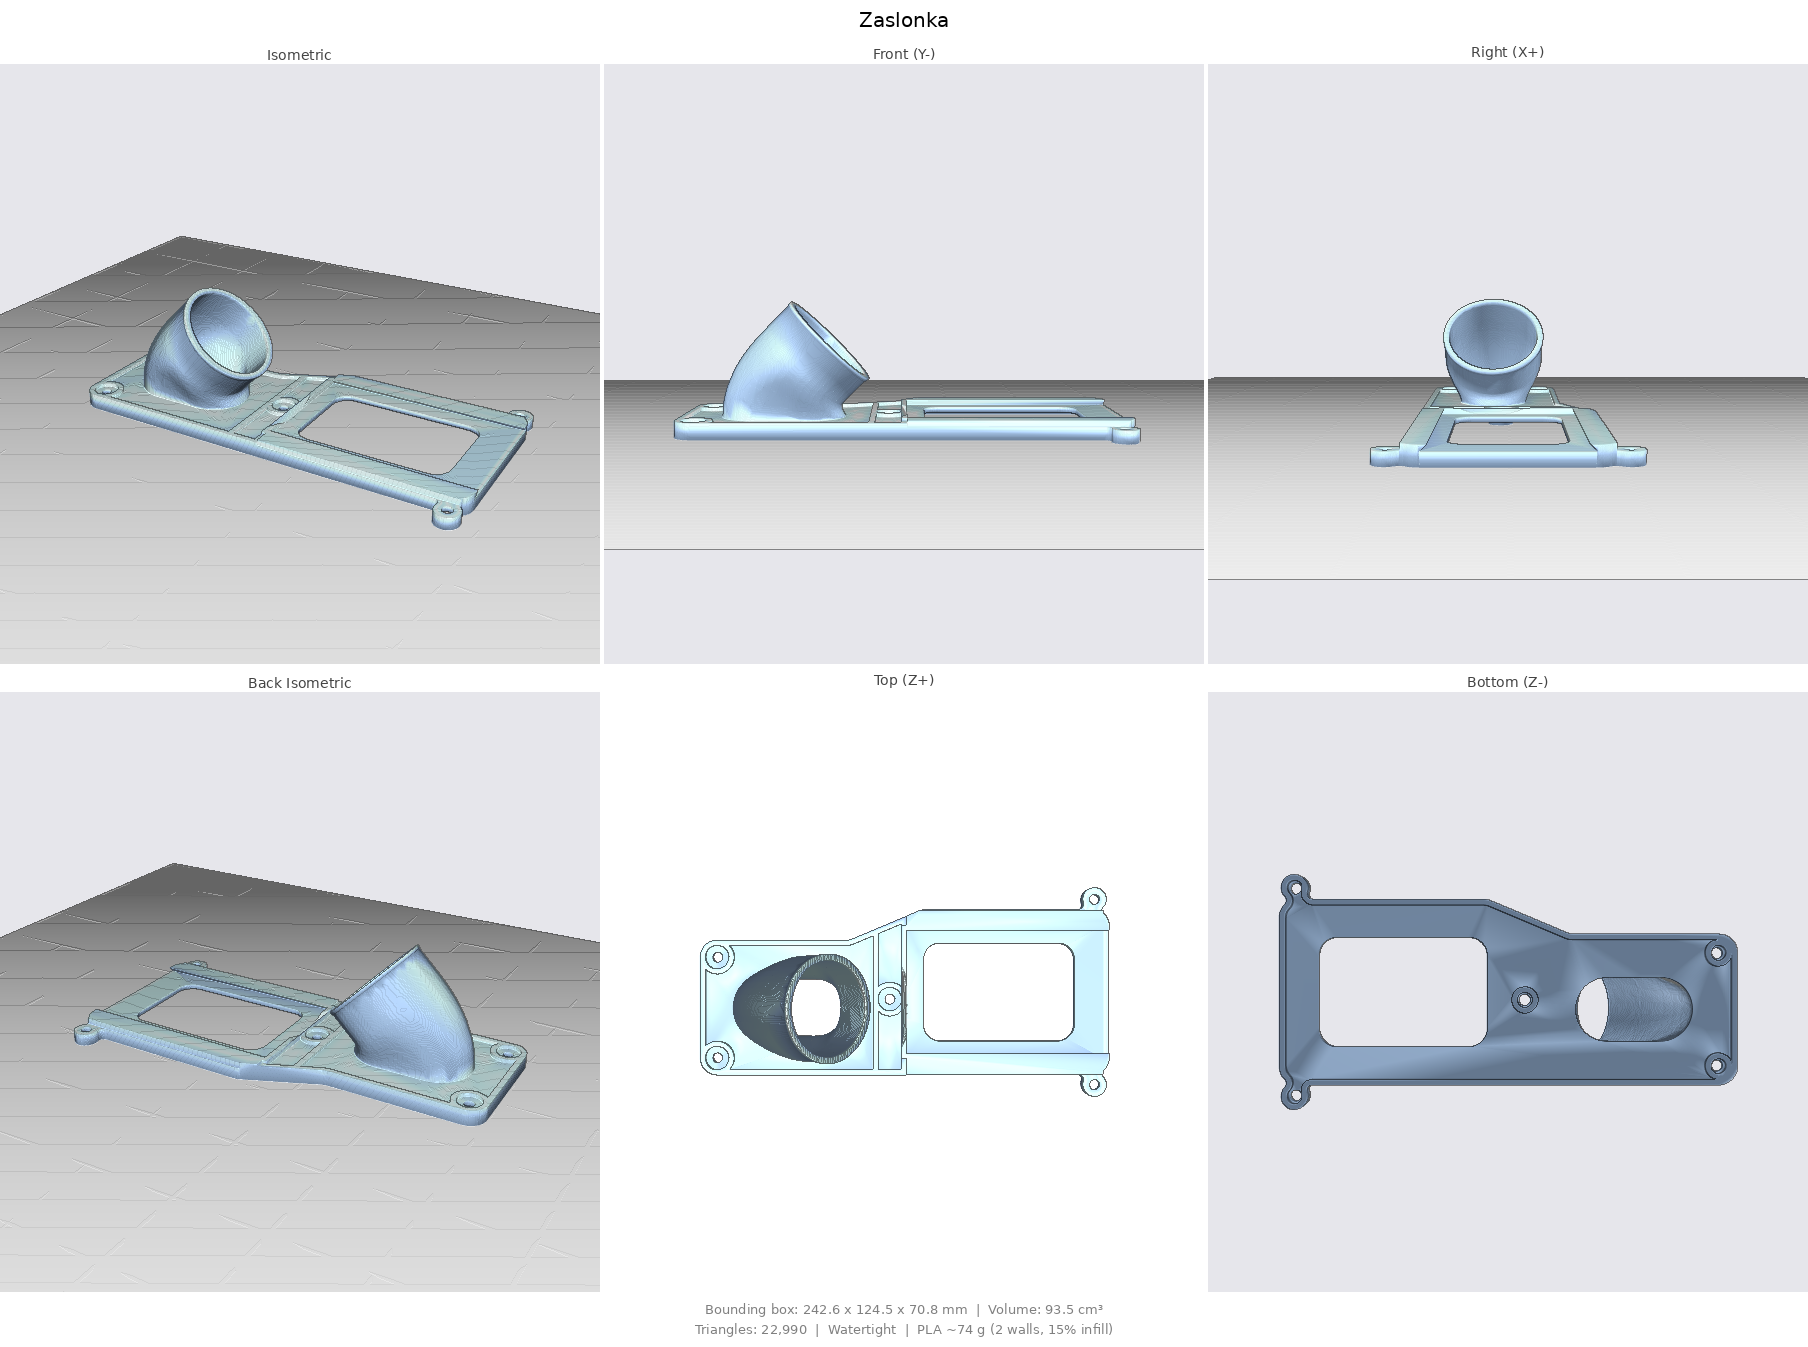 Zaslonka
Isometric
Front (Y-)
Right (X+)
Back Isometric
Top (Z+)
Bottom (Z-)
Bounding box: 242.6 x 124.5 x 70.8 mm | Volume: 93.5 cm³
Triangles: 22,990 | Watertight | PLA ~74 g (2 walls, 15% infill)